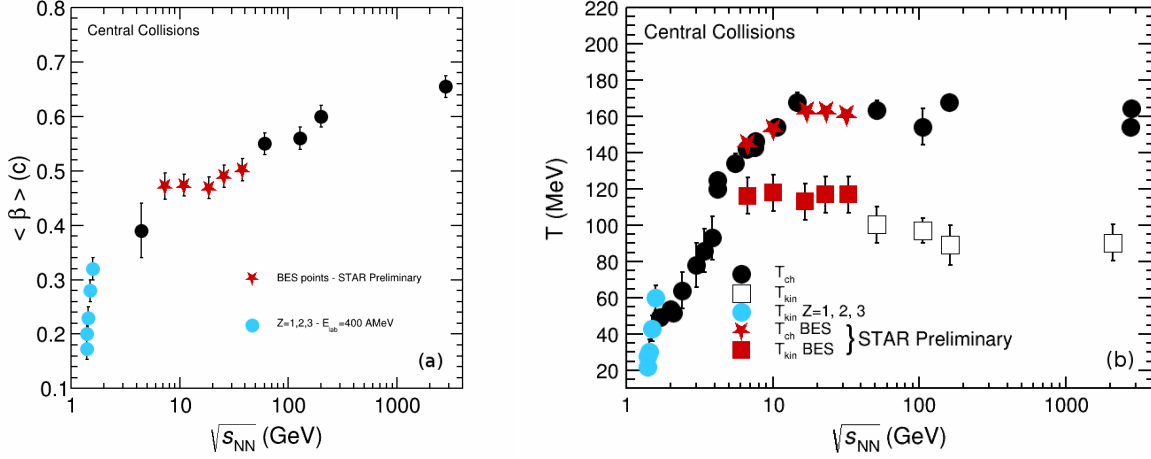 Central Collisions
0.8
0.7
0.6
0.5
0.4
0.3
0.2
0.1
< β > (c)
BES points - STAR Preliminary
Z=1,2,3 - E_lab=400 AMeV
(a)
1 10 100 1000
√s_NN (GeV)
Central Collisions
220
200
180
160
140
120
100
80
60
40
20
T (MeV)
T_ch
T_kin
T_kin Z=1, 2, 3
T_ch BES
T_kin BES
} STAR Preliminary
(b)
1 10 100 1000
√s_NN (GeV)